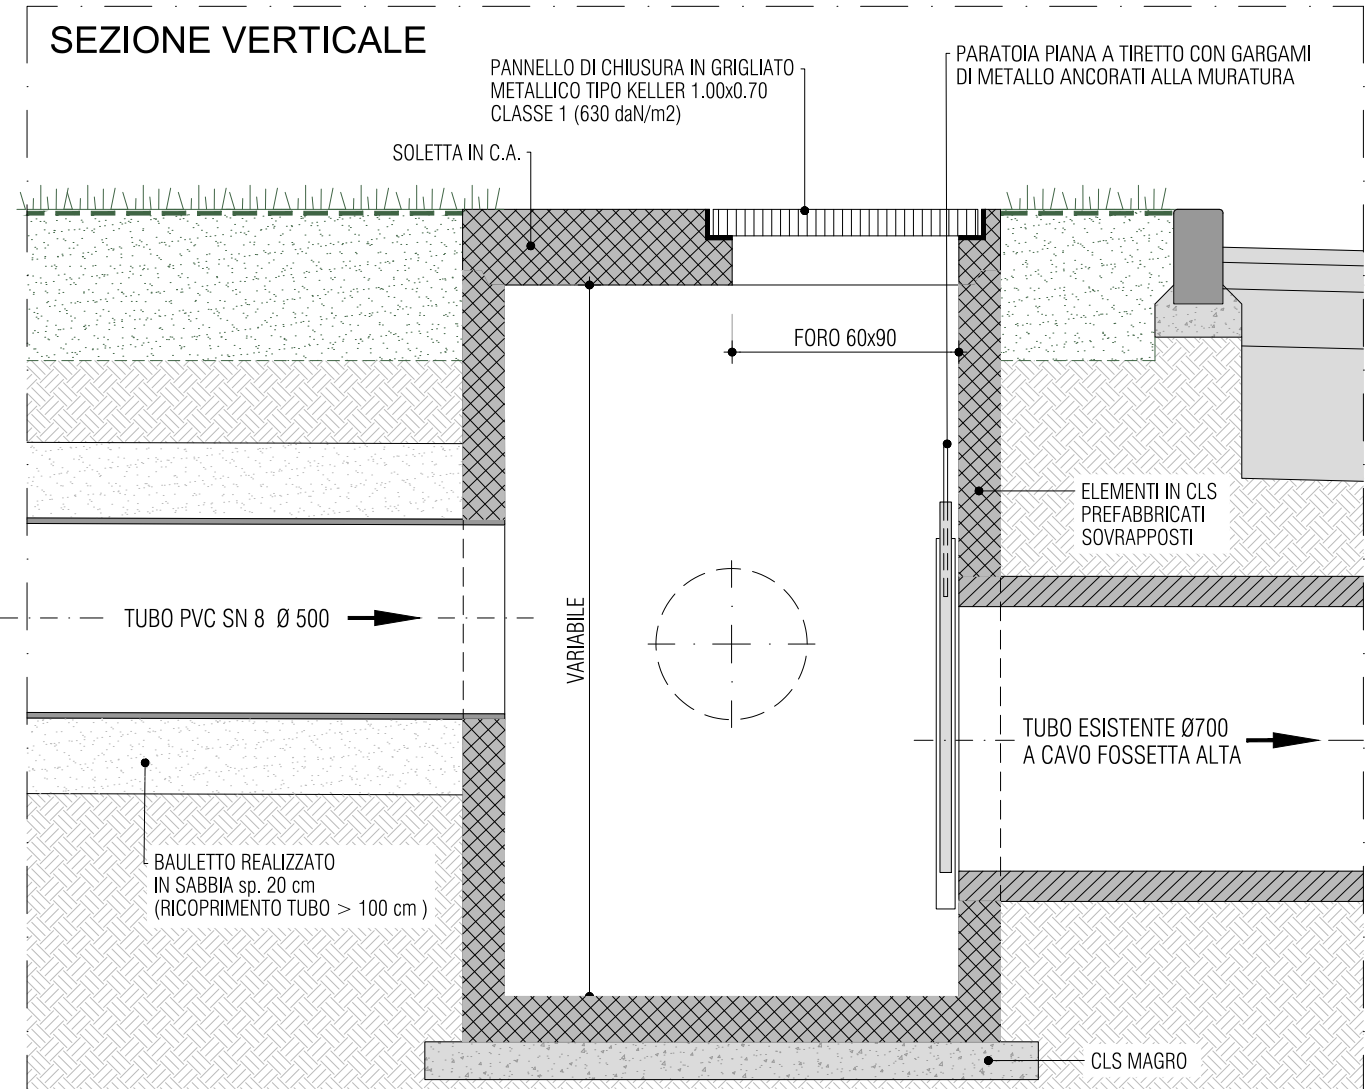 SEZIONE VERTICALE
PANNELLO DI CHIUSURA IN GRIGLIATO
METALLICO TIPO KELLER 1.00x0.70
CLASSE 1 (630 daN/m2)
PARATOIA PIANA A TIRETTO CON GARGAMI
DI METALLO ANCORATI ALLA MURATURA
SOLETTA IN C.A.
FORO 60x90
ELEMENTI IN CLS
PREFABBRICATI
SOVRAPPOSTI
TUBO PVC SN 8 Ø 500
VARIABILE
TUBO ESISTENTE Ø700
A CAVO FOSSETTA ALTA
BAULETTO REALIZZATO
IN SABBIA sp. 20 cm
(RICOPRIMENTO TUBO > 100 cm )
CLS MAGRO